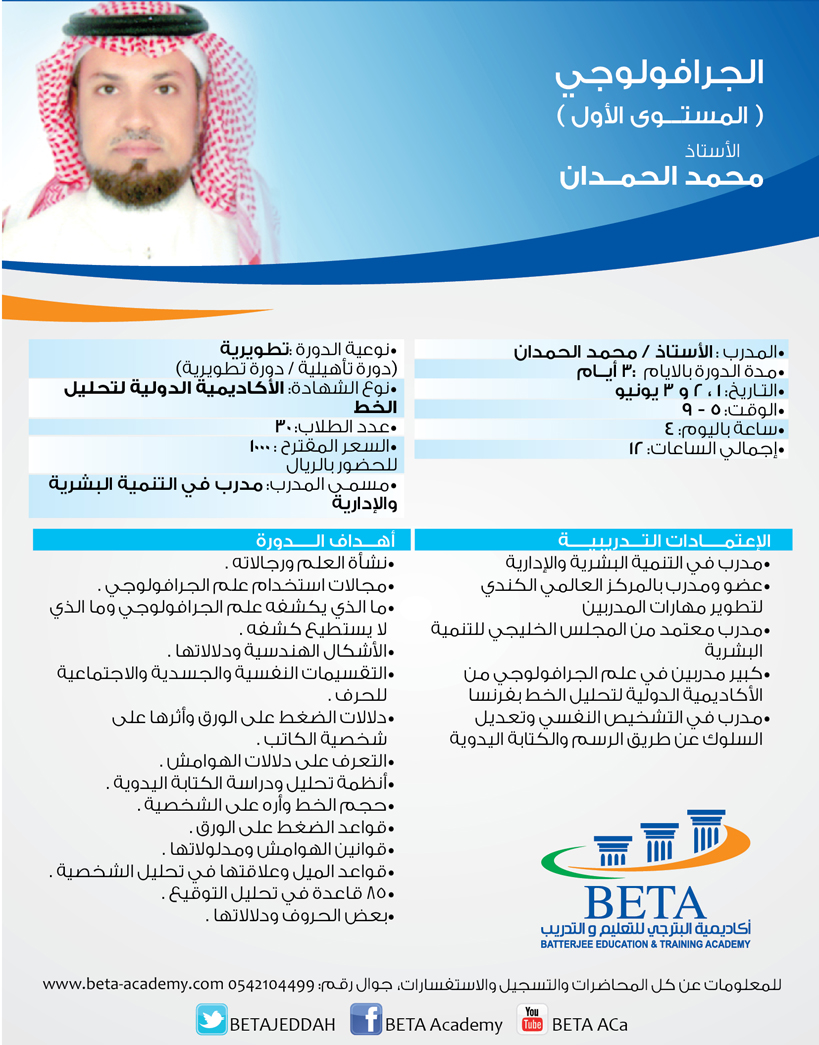 الجرافولوجي
( المستوى الأول )
الأستاذ
محمد الحمدان
•المدرب : الأستاذ / محمد الحمدان
•مدة الدورة بالايام :٣ أيام
•التاريخ: ١ ، ٢ و ٣ يونيو
•الوقت: ٥ - ٩
•ساعة باليوم: ٤
•إجمالي الساعات: ١٢
•نوعية الدورة :تطويرية
(دورة تأهيلية / دورة تطويرية)
•نوع الشهادة: الأكاديمية الدولية لتحليل
الخط
•عدد الطلاب: ٣٠
•السعر المقترح : ١٠٠٠
للحضور بالريال
•مسمى المدرب: مدرب في التنمية البشرية
والإدارية
الإعتمادات التدريبية
•مدرب في التنمية البشرية والإدارية
•عضو ومدرب بالمركز العالمي الكندي
لتطوير مهارات المدربين
•مدرب معتمد من المجلس الخليجي للتنمية
البشرية
•كبير مدربين في علم الجرافولوجي من
الأكاديمية الدولية لتحليل الخط بفرنسا
•مدرب في التشخيص النفسي وتعديل
السلوك عن طريق الرسم والكتابة اليدوية
أهداف الدورة
•نشأة العلم ورجالاته .
•مجالات استخدام علم الجرافولوجي .
•ما الذي يكشفه علم الجرافولوجي وما الذي
لا يستطيع كشفه .
•الأشكال الهندسية ودلالاتها .
•التقسيمات النفسية والجسدية والاجتماعية
للحرف .
•دلالات الضغط على الورق وأثرها على
شخصية الكاتب .
•التعرف على دلالات الهوامش .
•أنظمة تحليل ودراسة الكتابة اليدوية .
•حجم الخط وأره على الشخصية .
•قواعد الضغط على الورق .
•قوانين الهوامش ومدلولاتها .
•قواعد الميل وعلاقتها في تحليل الشخصية .
•٨٥ قاعدة في تحليل التوقيع .
•بعض الحروف ودلالاتها .
BETA
أكاديمية البترجي للتعليم و التدريب
BATTERJEE EDUCATION & TRAINING ACADEMY
للمعلومات عن كل المحاضرات والتسجيل والاستفسارات، جوال رقم: 0542104499 www.beta-academy.com
BETAJEDDAH BETA Academy You Tube BETA ACa